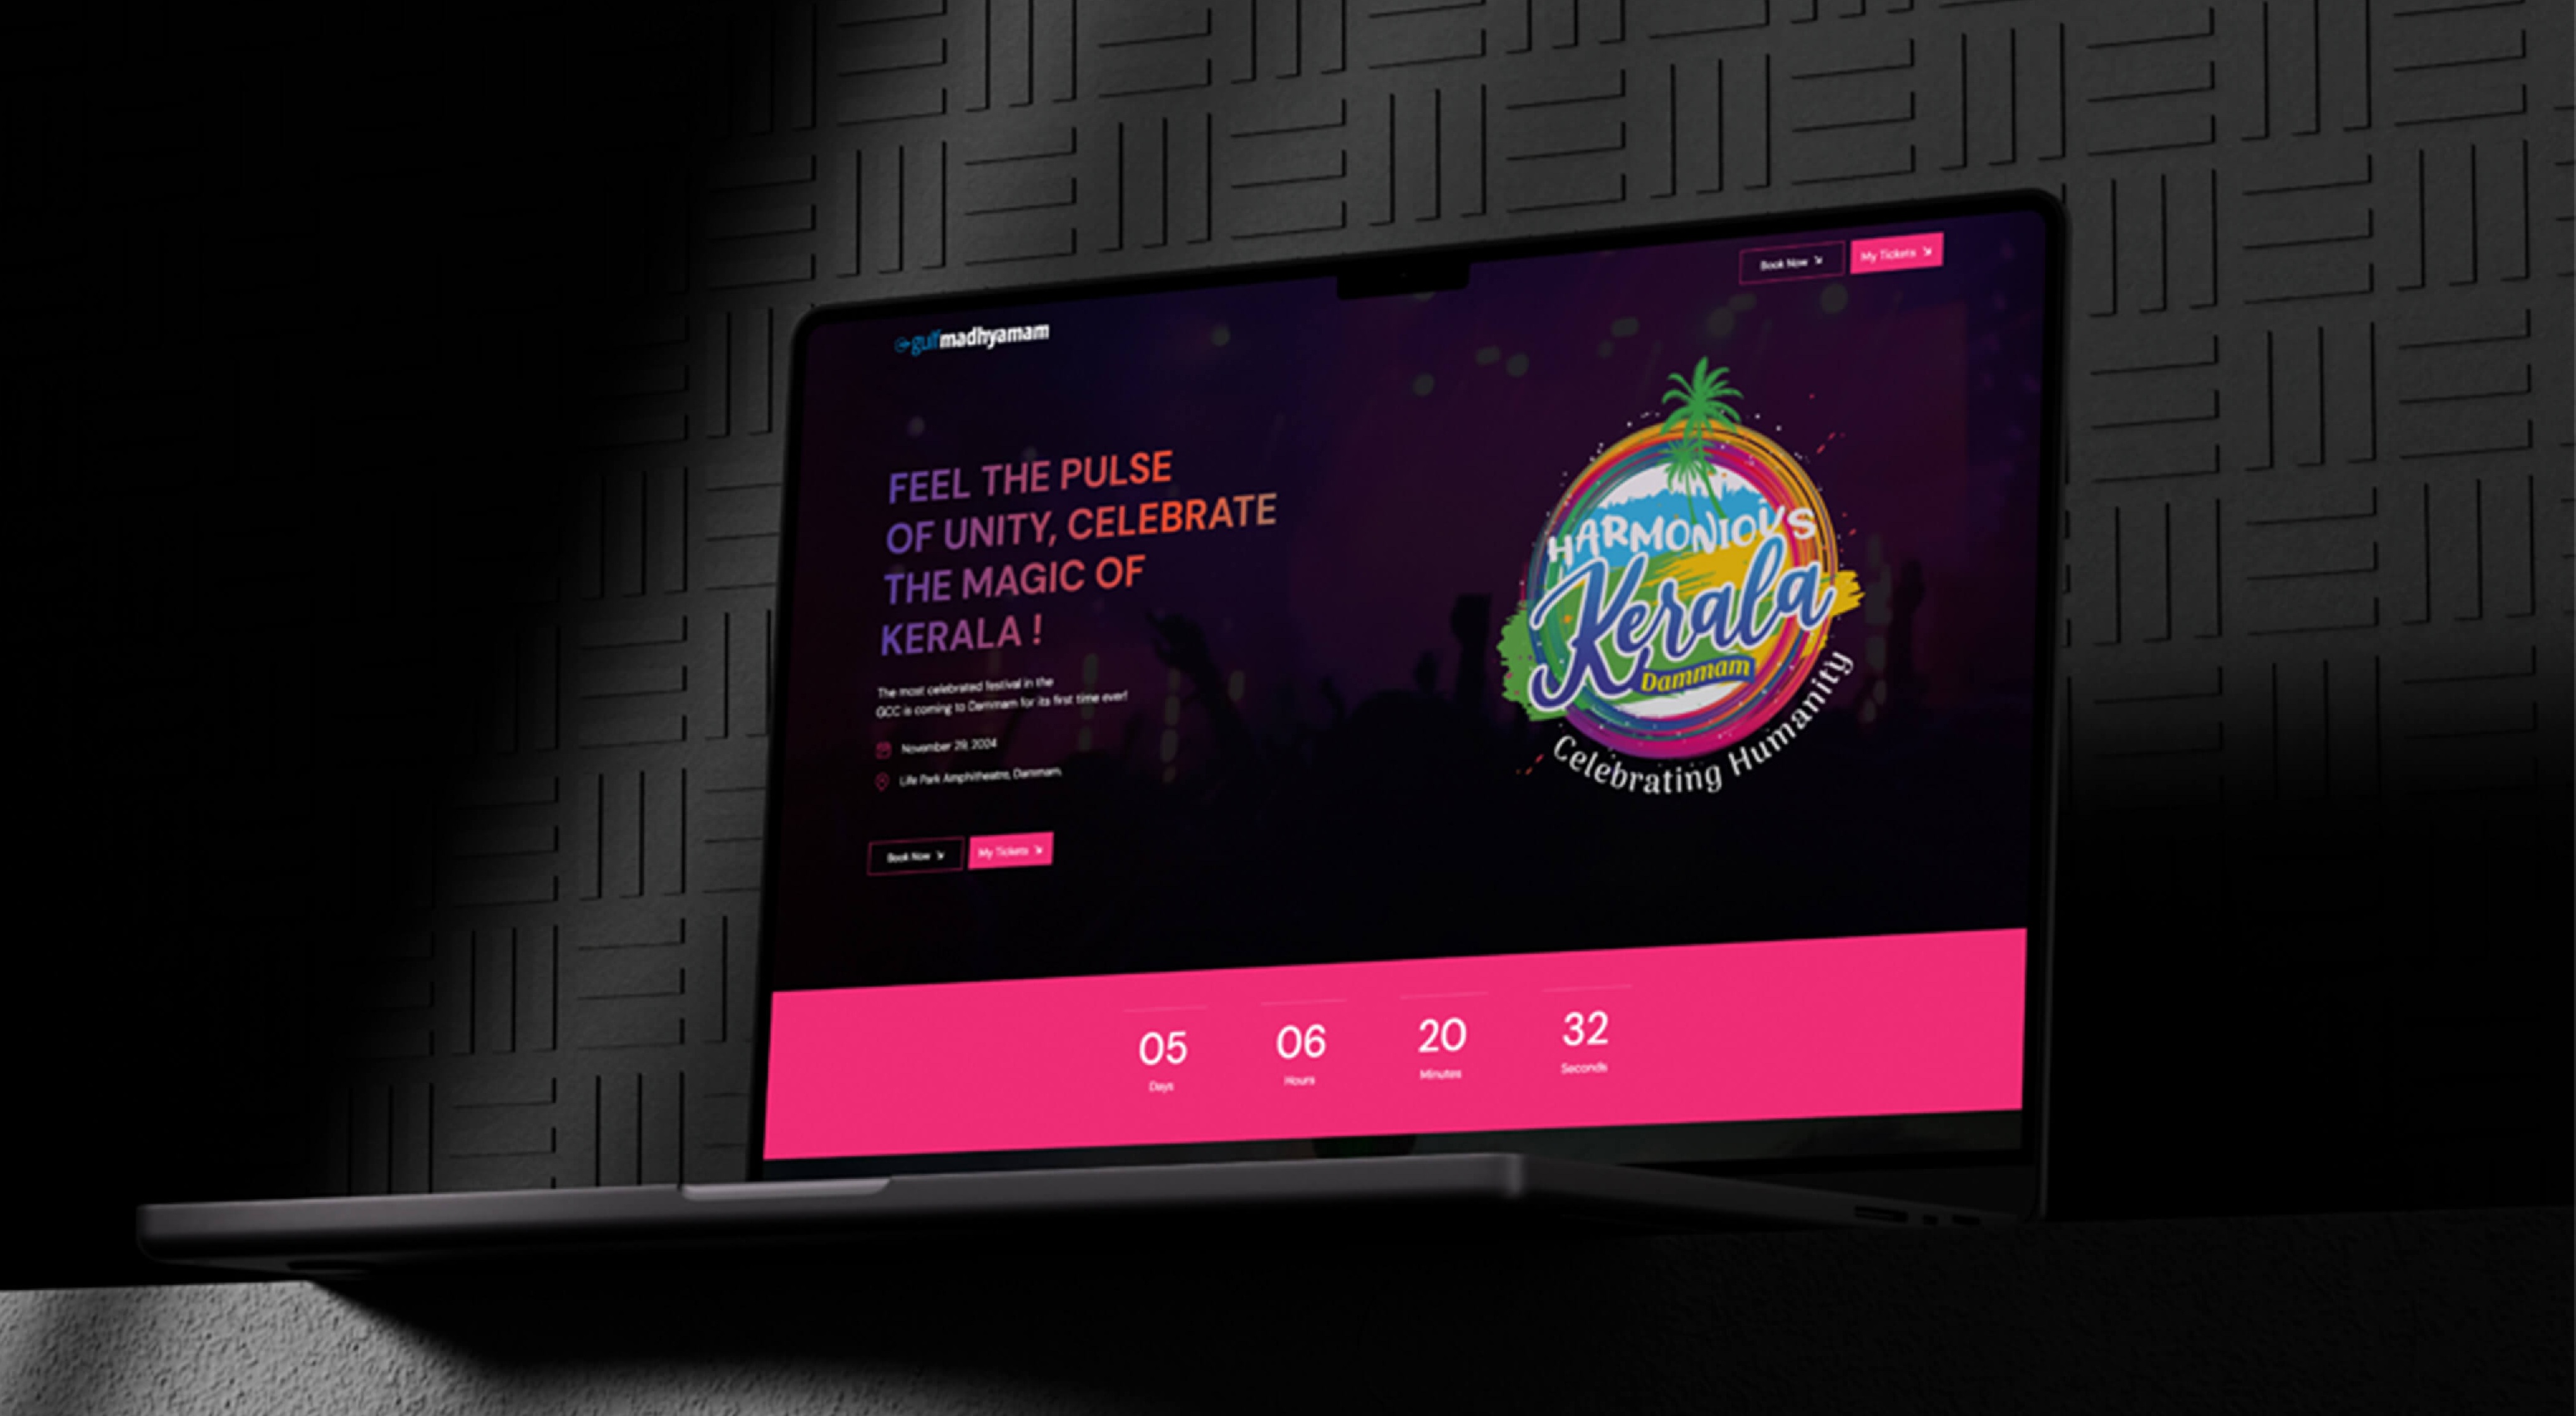 Book Now
My Tickets
gulfmadhyamam
FEEL THE PULSE
OF UNITY, CELEBRATE
THE MAGIC OF
KERALA !
The most celebrated festival in the
GCC is coming to Dammam for its first time ever!
November 29, 2024
Life Park Amphitheatre, Dammam
Book Now
My Tickets
HARMONIOUS
Kerala
Dammam
Celebrating Humanity
05
06
20
32
Days
Hours
Minutes
Seconds